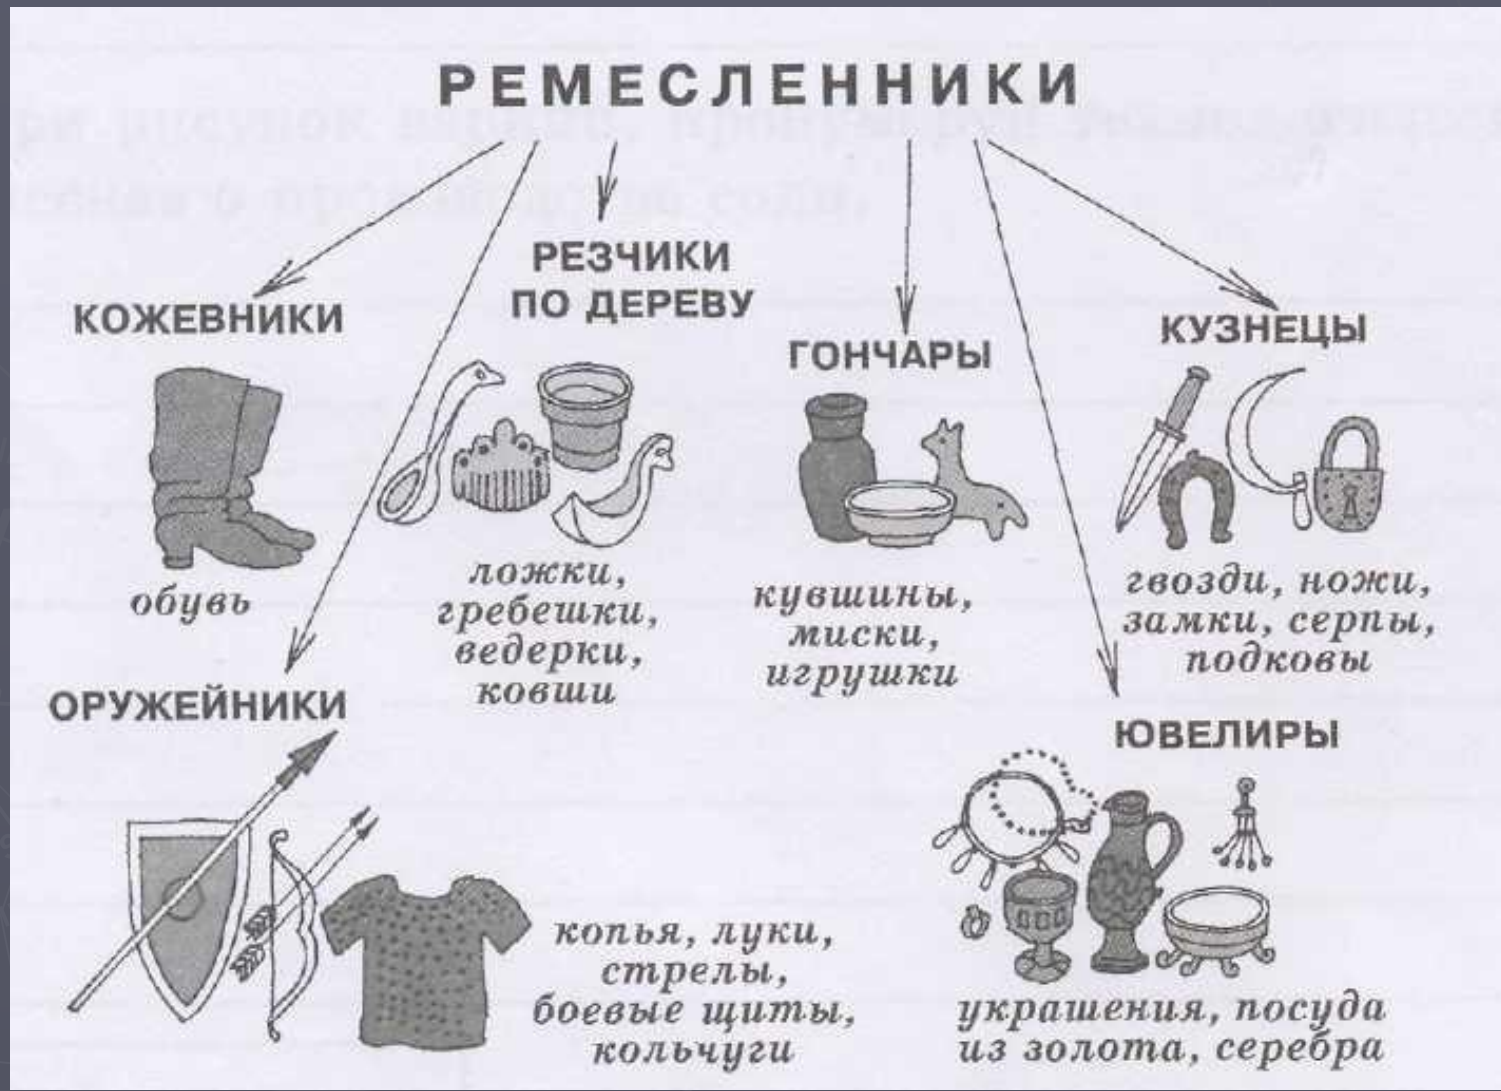 РЕМЕСЛЕННИКИ
КОЖЕВНИКИ
обувь
РЕЗЧИКИ
ПО ДЕРЕВУ
ложки,
гребешки,
ведерки,
ковши
ГОНЧАРЫ
кувшины,
миски,
игрушки
КУЗНЕЦЫ
гвозди, ножи,
замки, серпы,
подковы
ОРУЖЕЙНИКИ
копья, луки,
стрелы,
боевые щиты,
кольчуги
ЮВЕЛИРЫ
украшения, посуда
из золота, серебра